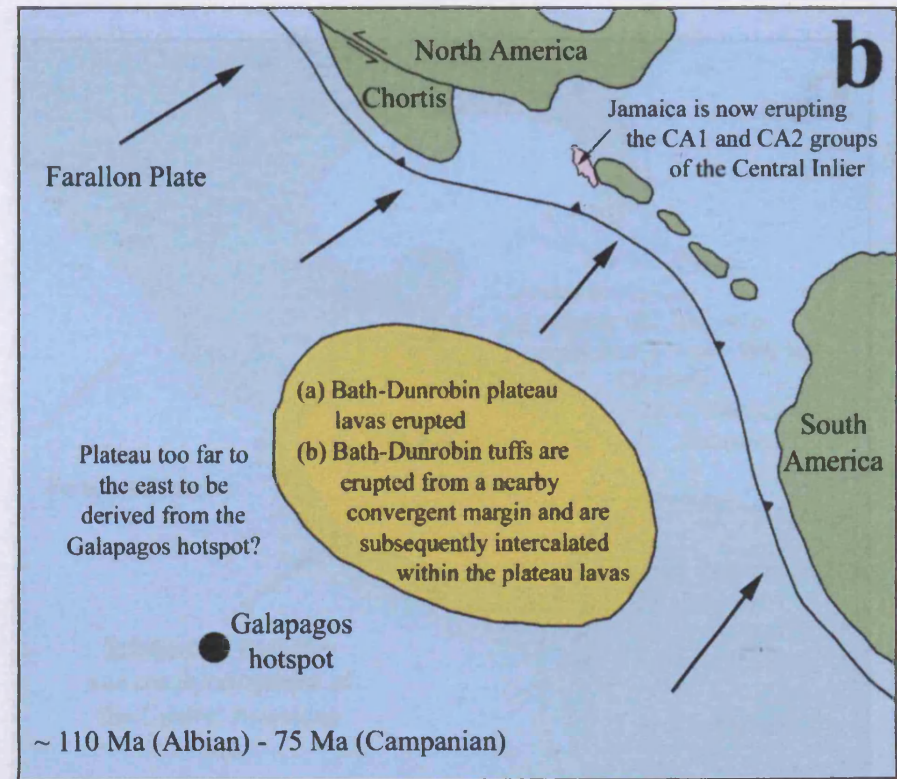 b
North America
Chortis
Jamaica is now erupting
the CA1 and CA2 groups
of the Central Inlier
Farallon Plate
(a) Bath-Dunrobin plateau
lavas erupted
(b) Bath-Dunrobin tuffs are
erupted from a nearby
convergent margin and are
subsequently intercalated
within the plateau lavas
South
America
Plateau too far to
the east to be
derived from the
Galapagos hotspot?
Galapagos
hotspot
~ 110 Ma (Albian) - 75 Ma (Campanian)